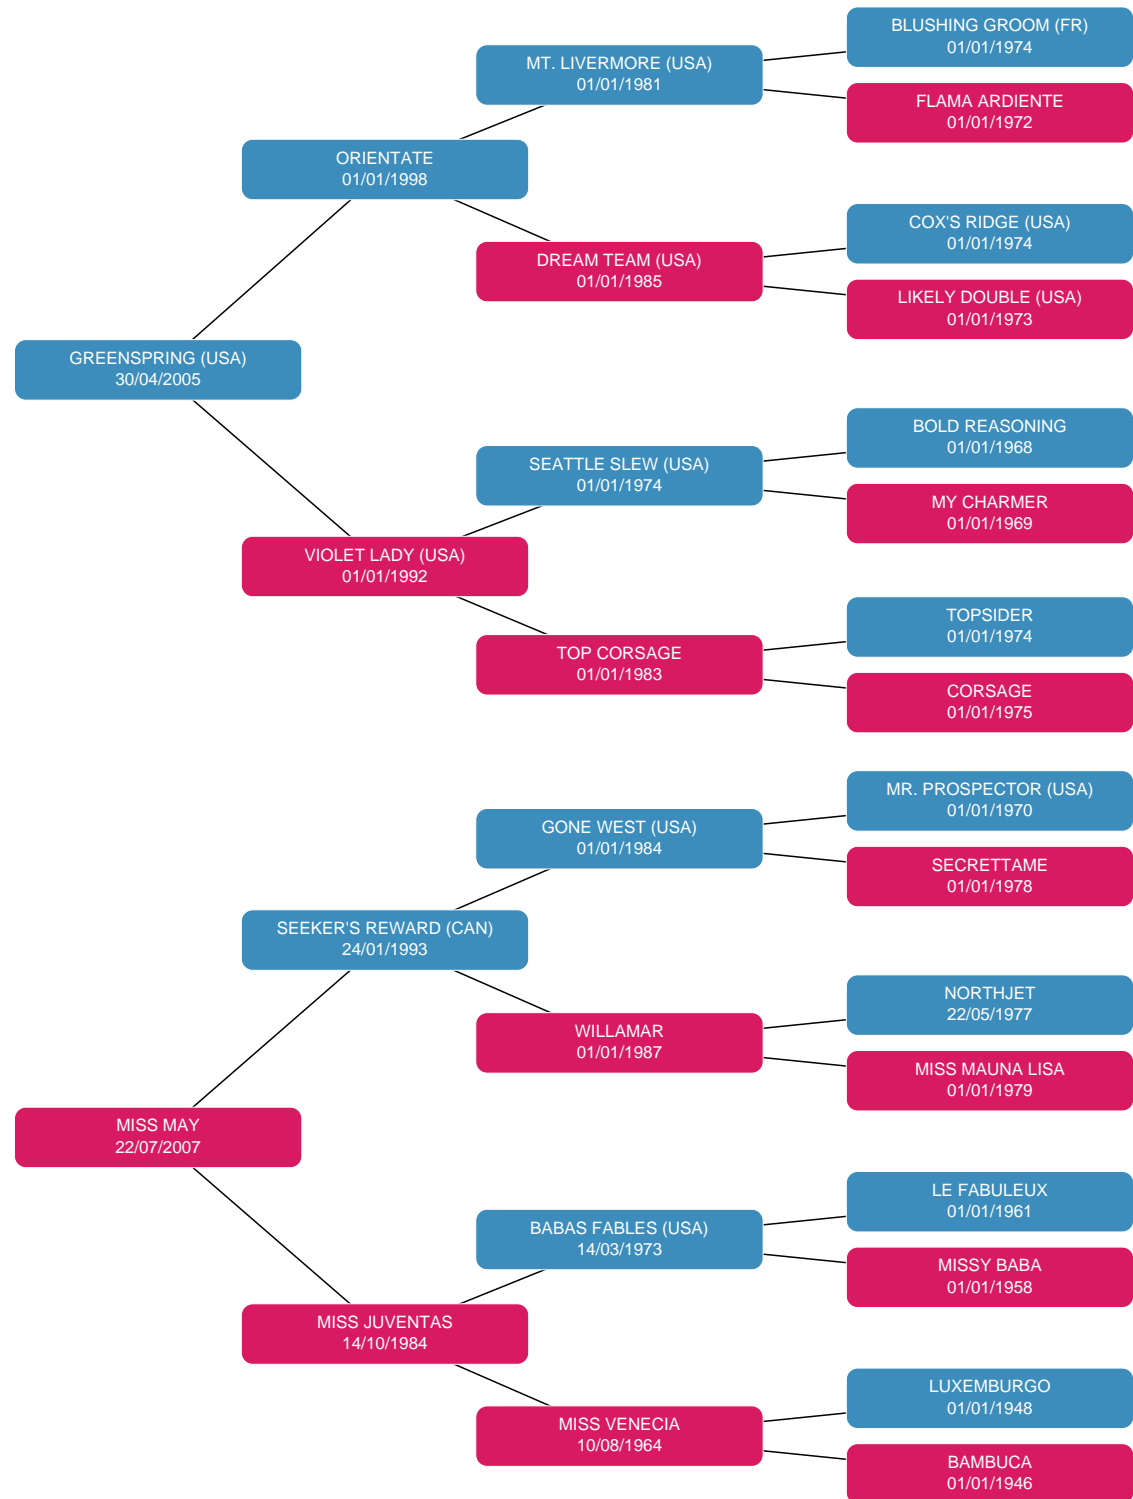 BLUSHING GROOM (FR)
01/01/1974
MT. LIVERMORE (USA)
01/01/1981
FLAMA ARDIENTE
01/01/1972
ORIENTATE
01/01/1998
COX'S RIDGE (USA)
01/01/1974
DREAM TEAM (USA)
01/01/1985
LIKELY DOUBLE (USA)
01/01/1973
GREENSPRING (USA)
30/04/2005
BOLD REASONING
01/01/1968
SEATTLE SLEW (USA)
01/01/1974
MY CHARMER
01/01/1969
VIOLET LADY (USA)
01/01/1992
TOPSIDER
01/01/1974
TOP CORSAGE
01/01/1983
CORSAGE
01/01/1975
MR. PROSPECTOR (USA)
01/01/1970
GONE WEST (USA)
01/01/1984
SECRETTAME
01/01/1978
SEEKER'S REWARD (CAN)
24/01/1993
NORTHJET
22/05/1977
WILLAMAR
01/01/1987
MISS MAUNA LISA
01/01/1979
MISS MAY
22/07/2007
LE FABULEUX
01/01/1961
BABAS FABLES (USA)
14/03/1973
MISSY BABA
01/01/1958
MISS JUVENTAS
14/10/1984
LUXEMBURGO
01/01/1948
MISS VENECIA
10/08/1964
BAMBUCA
01/01/1946